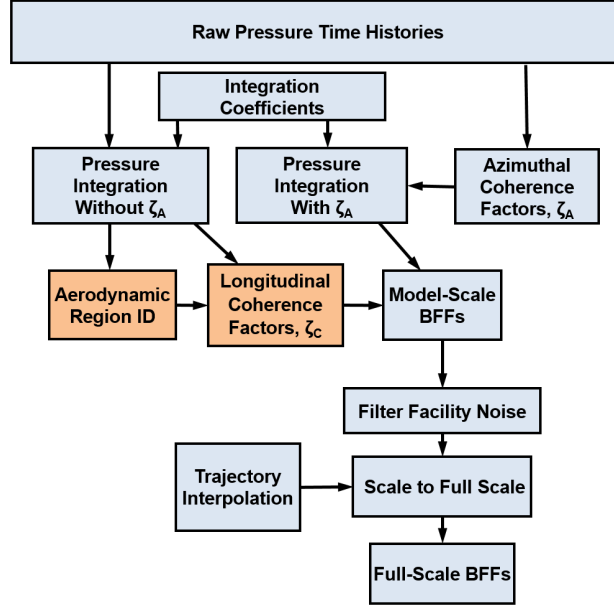 Raw Pressure Time Histories
Integration
Coefficients
Pressure
Integration
Without ζA
Pressure
Integration
With ζA
Azimuthal
Coherence
Factors, ζA
Aerodynamic
Region ID
Longitudinal
Coherence
Factors, ζC
Model-Scale
BFFs
Filter Facility Noise
Trajectory
Interpolation
Scale to Full Scale
Full-Scale BFFs